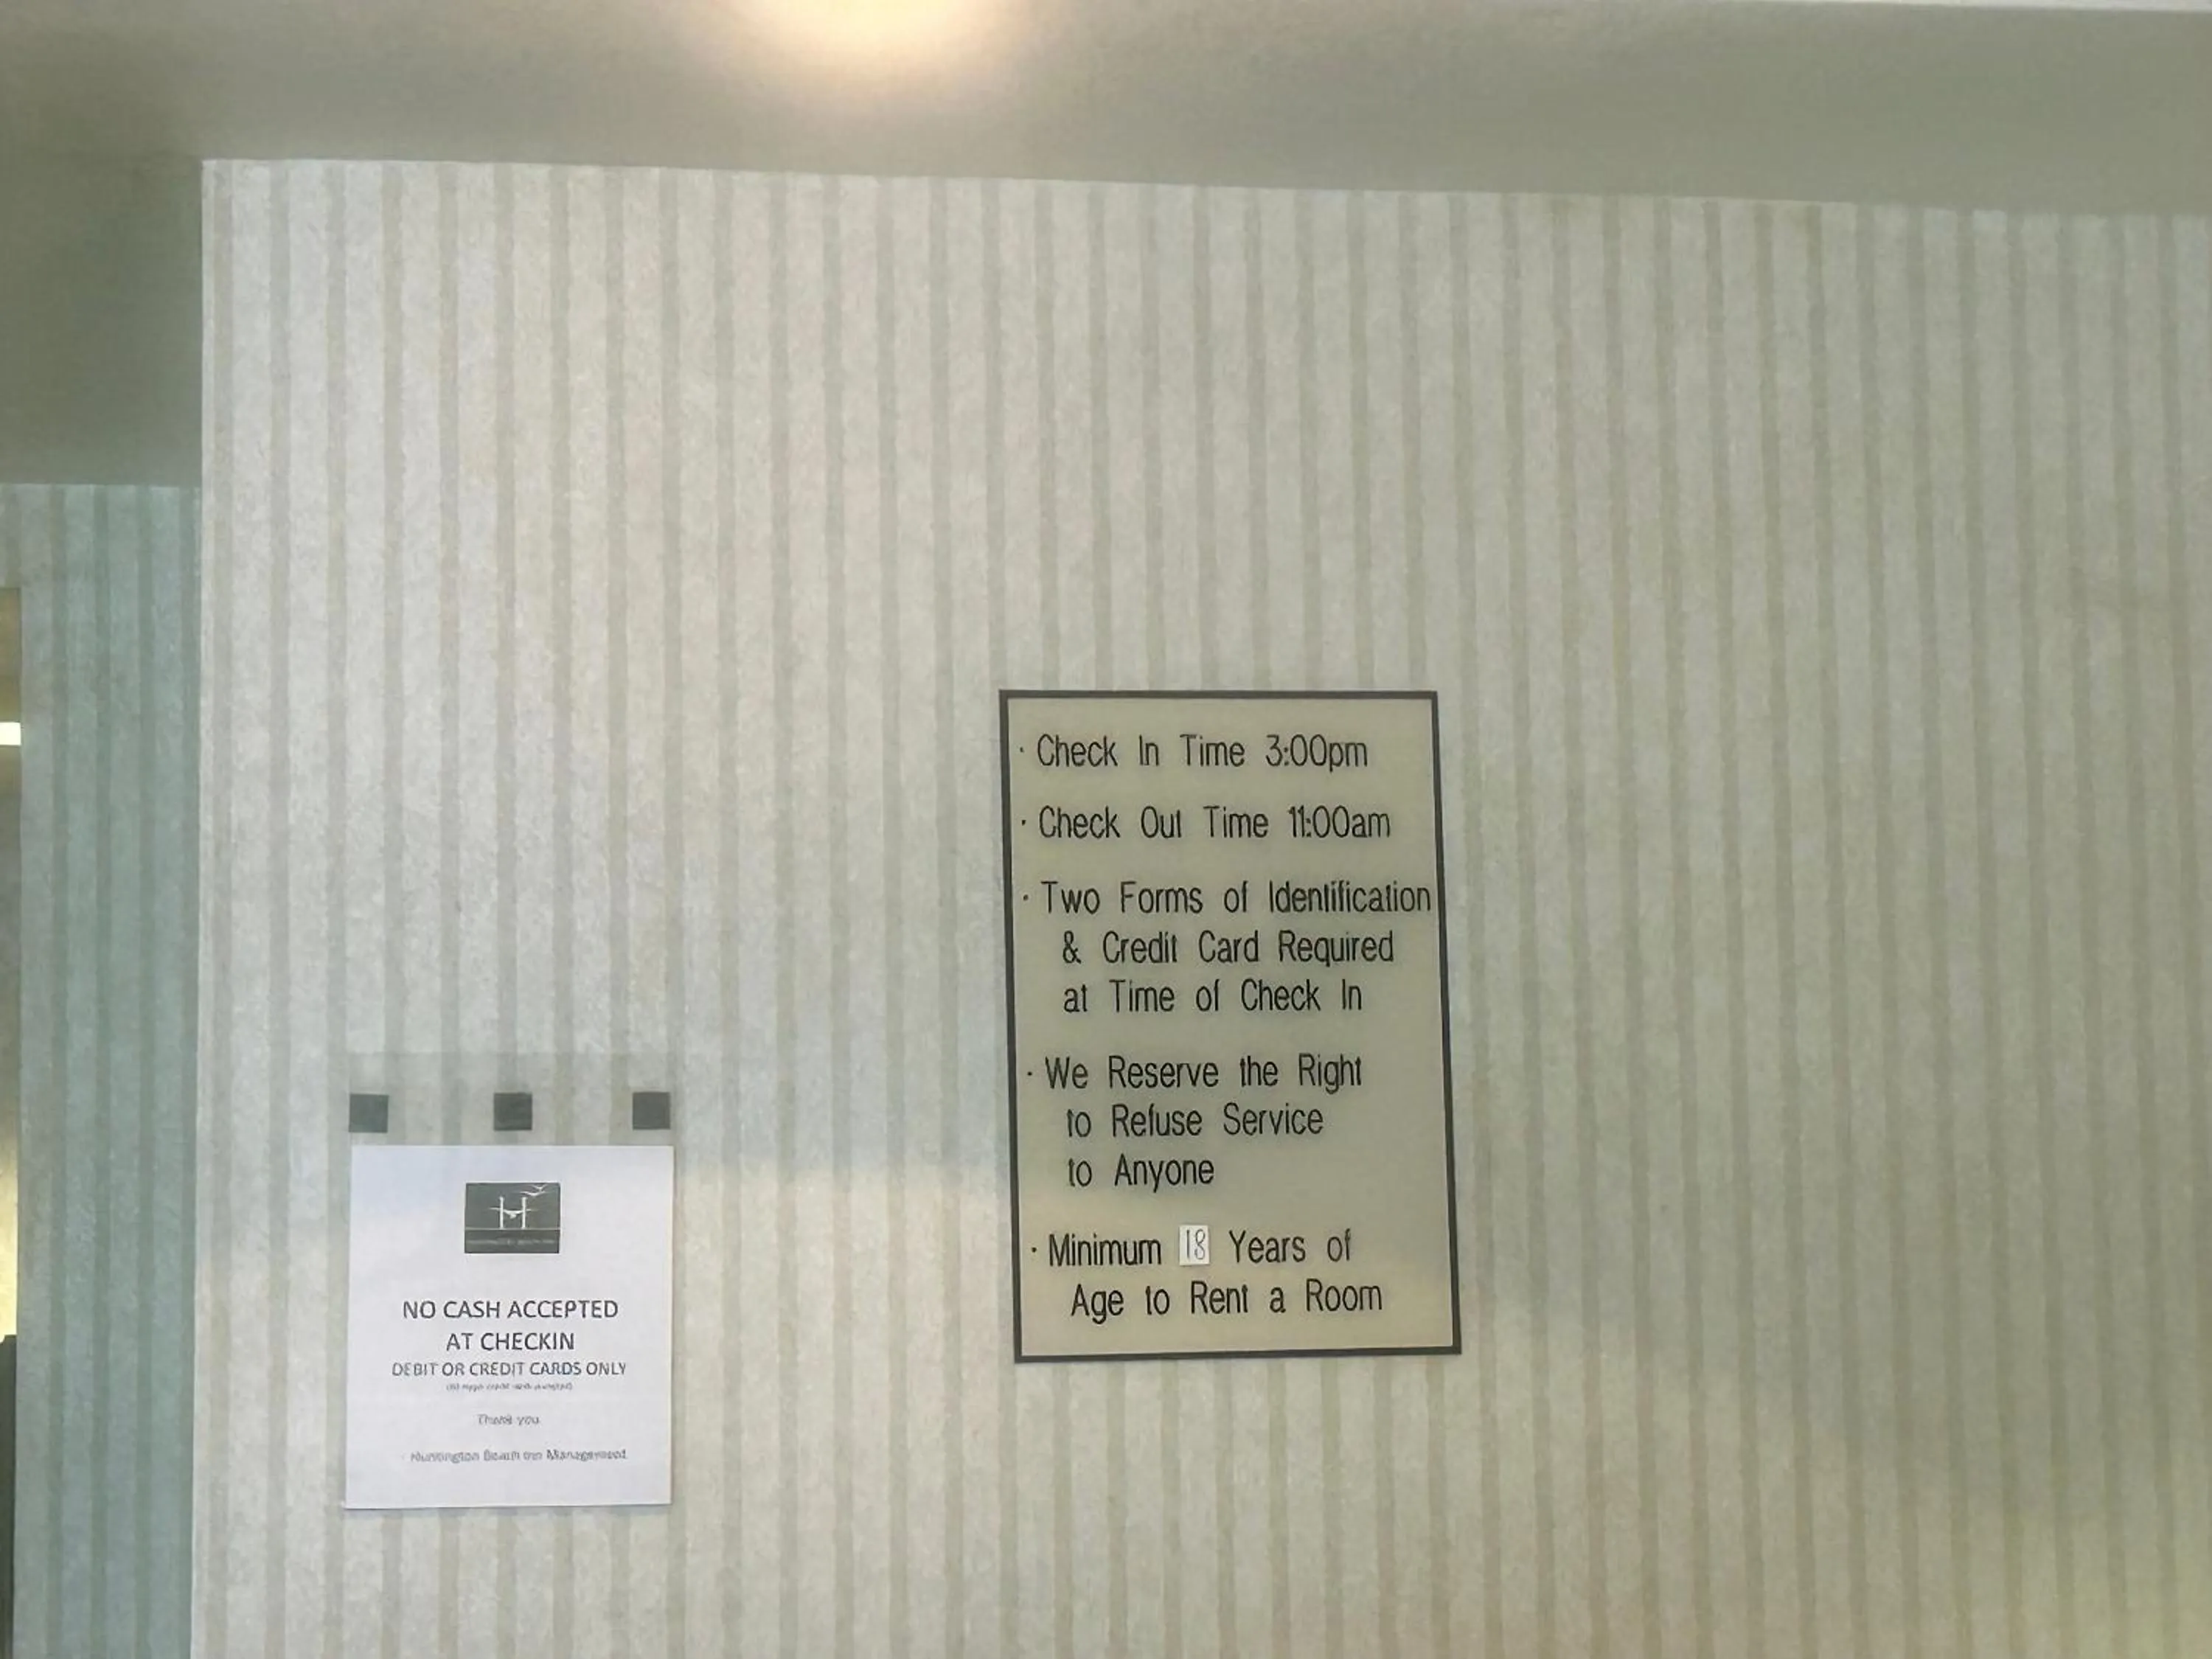 · Check In Time 3:00pm
· Check Out Time 11:00am
· Two Forms of Identification
& Credit Card Required
at Time of Check In
· We Reserve the Right
to Refuse Service
to Anyone
· Minimum 18 Years of
Age to Rent a Room
H
NO CASH ACCEPTED
AT CHECKIN
DEBIT OR CREDIT CARDS ONLY
Thank you
Huntington Beach Inn Management